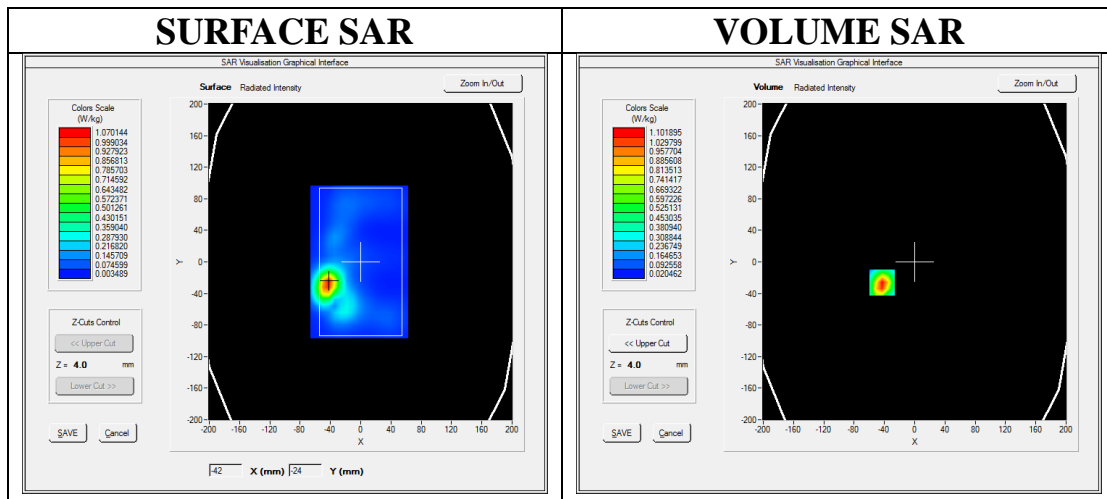 SURFACE SAR
SAR Visualisation Graphical Interface
Surface Radiated Intensity
Zoom In/Out
Colors Scale
(W/kg)
1.070144
0.999034
0.927923
0.856813
0.785703
0.714592
0.643482
0.572371
0.501261
0.430151
0.359040
0.287930
0.216820
0.145709
0.074599
0.003489
Z-Cuts Control
<< Upper Cut
Z = 4.0 mm
Lower Cut >>
SAVE Cancel
200
160
120
80
40
0
-40
-80
-120
-160
-200
Y
-200 -160 -120 -80 -40 0 40 80 120 160 200
X
-42 X (mm) -24 Y (mm)
VOLUME SAR
SAR Visualisation Graphical Interface
Volume Radiated Intensity
Zoom In/Out
Colors Scale
(W/kg)
1.101895
1.029799
0.957704
0.885608
0.813513
0.741417
0.669322
0.597226
0.525131
0.453035
0.380940
0.308844
0.236749
0.164653
0.092558
0.020462
Z-Cuts Control
<< Upper Cut
Z = 4.0 mm
Lower Cut >>
SAVE Cancel
200
160
120
80
40
0
-40
-80
-120
-160
-200
Y
-200 -160 -120 -80 -40 0 40 80 120 160 200
X